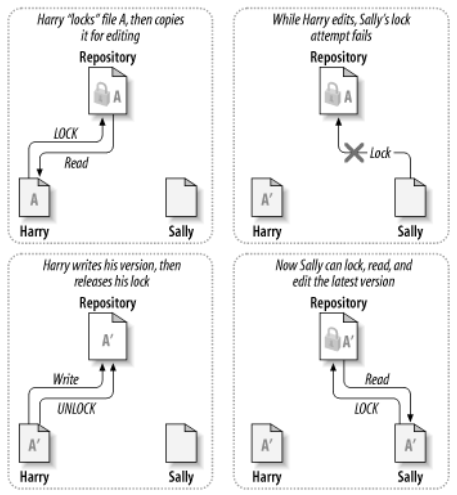 Harry “locks” file A, then copies
it for editing
Repository
A
LOCK
Read
A
Harry
Sally
While Harry edits, Sally’s lock
attempt fails
Repository
A
Lock
A’
Harry
Sally
Harry writes his version, then
releases his lock
Repository
A’
Write
UNLOCK
A’
Harry
Sally
Now Sally can lock, read, and
edit the latest version
Repository
A’
Read
LOCK
A’
A’
Harry
Sally